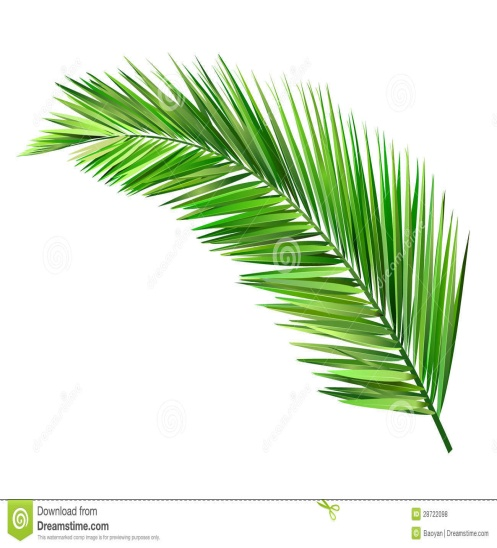 Download from
Dreamstime.com
This watermarked comp image is for previewing purposes only.
28722098
Baoyan | Dreamstime.com